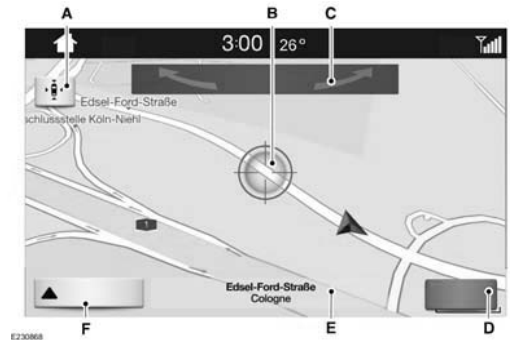 A
B
C
3:00 26°
Edsel-Ford-Straße
schlussstelle Köln-Niehl
1
Edsel-Ford-Straße
Cologne
F
E
D
E230868